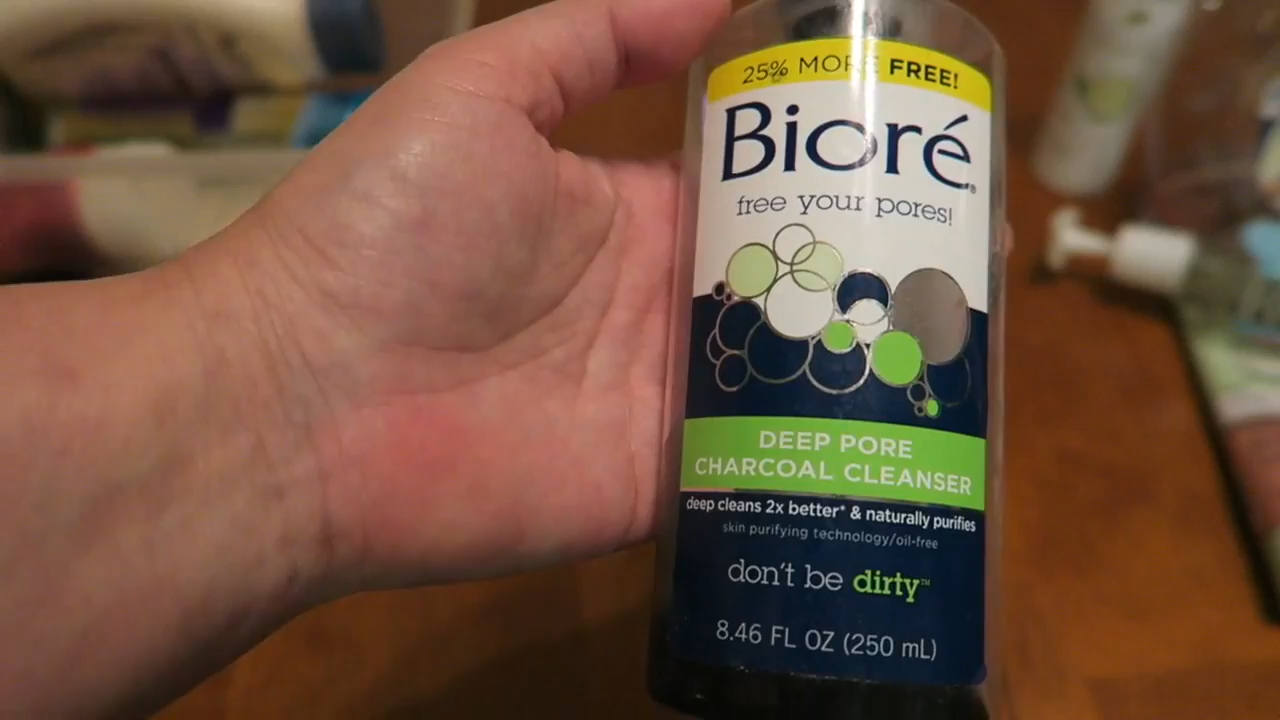 25% MORE FREE!
Bioré
free your pores!
DEEP PORE
CHARCOAL CLEANSER
deep cleans 2x better* & naturally purifies
skin purifying technology/oil-free
don't be dirty™
8.46 FL OZ (250 mL)